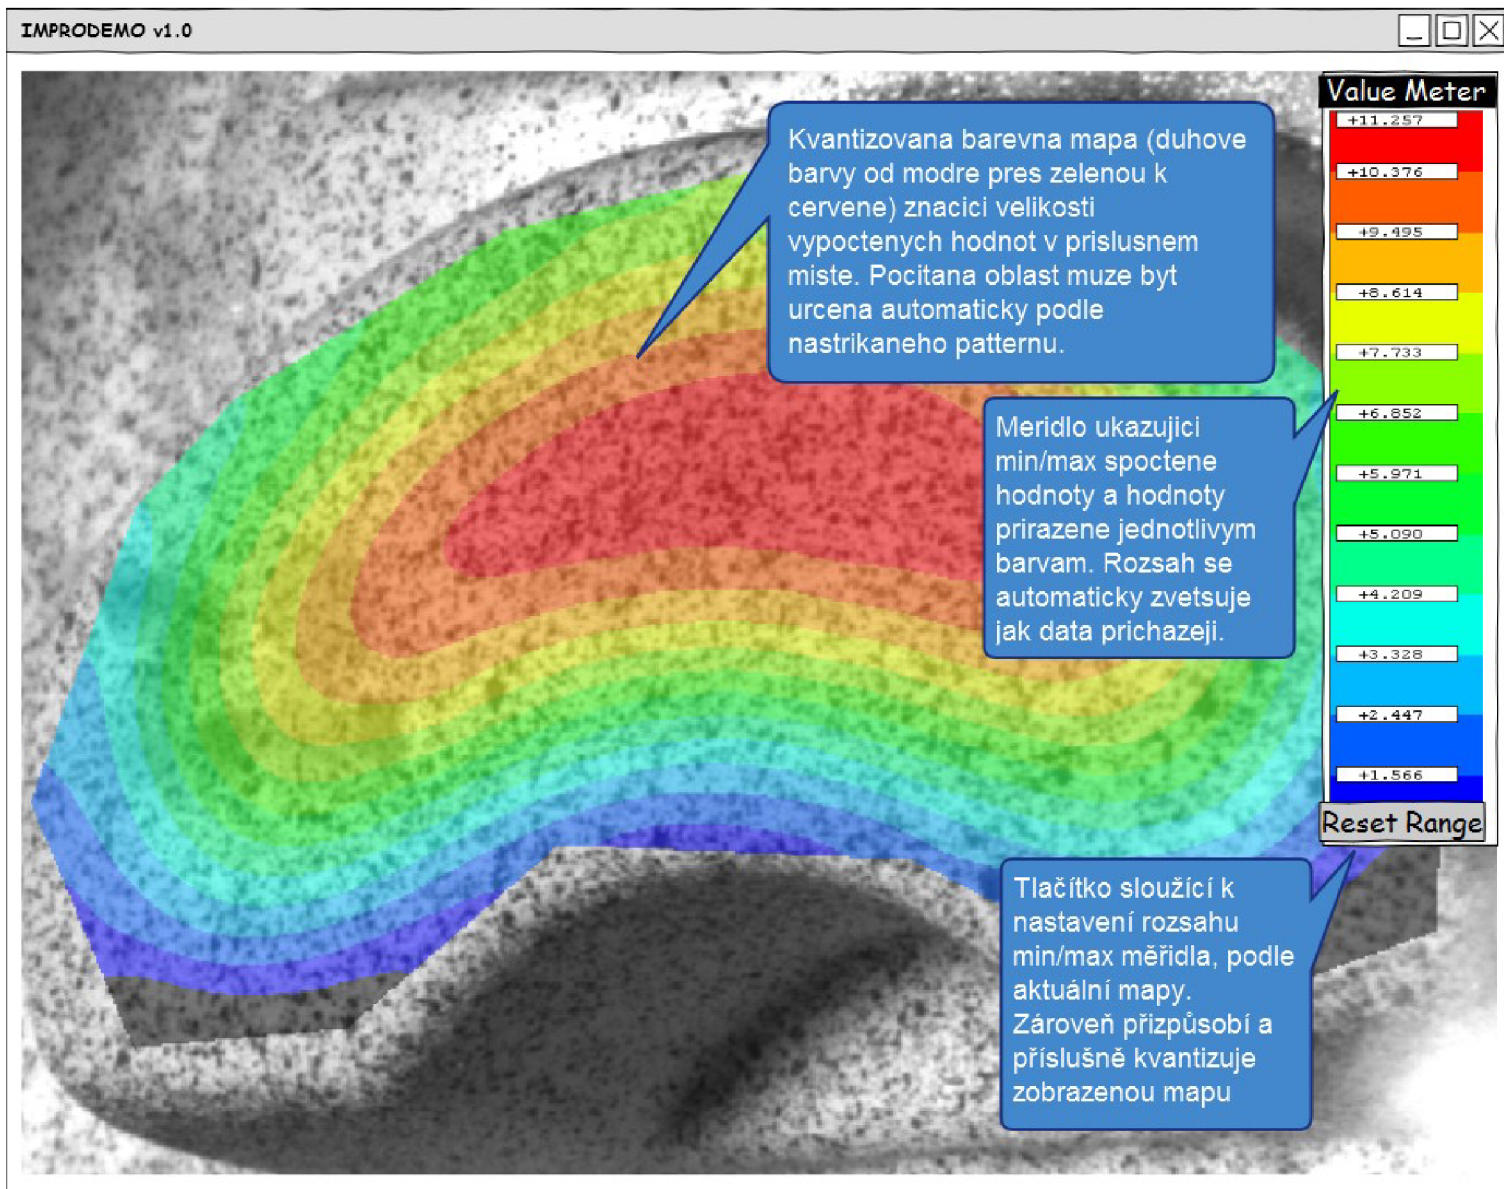 IMPRODEMO v1.0
Value Meter
+11.257
+10.376
+9.495
+8.614
+7.733
+6.852
+5.971
+5.090
+4.209
+3.328
+2.447
+1.566
Reset Range
Kvantizovana barevna mapa (duhove
barvy od modre pres zelenou k
cervene) znacici velikosti
vypoctenych hodnot v prislusnem
miste. Pocitana oblast muze byt
urcena automaticky podle
nastrikaneho patternu.
Meridlo ukazujici
min/max spoctene
hodnoty a hodnoty
prirazene jednotlivym
barvam. Rozsah se
automaticky zvetsuje
jak data prichazeji.
Tlačítko sloužící k
nastavení rozsahu
min/max měřidla, podle
aktuální mapy.
Zároveň přizpůsobí a
příslušně kvantizuje
zobrazenou mapu